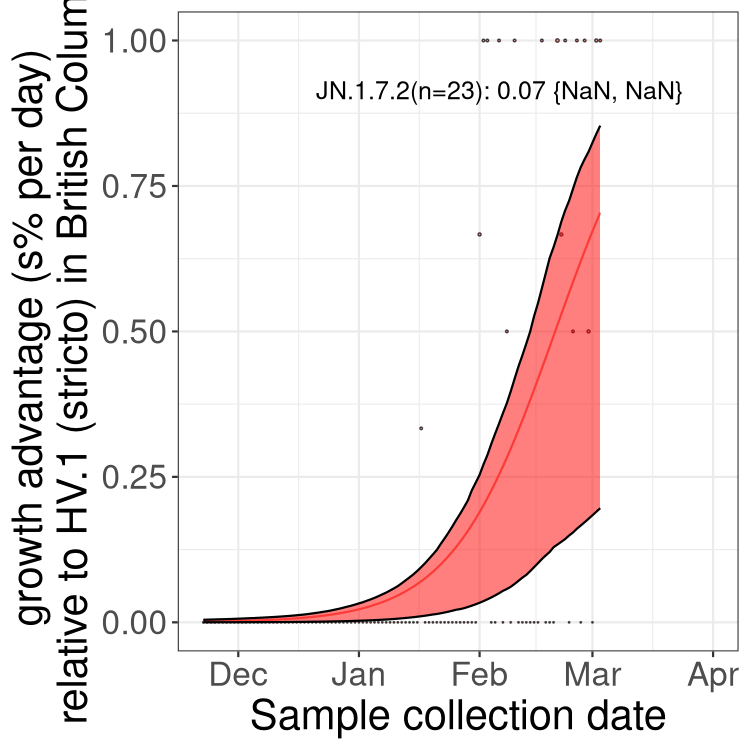 growth advantage (s% per day)
relative to HV.1 (stricto) in British Colum
1.00
0.75
0.50
0.25
0.00
JN.1.7.2(n=23): 0.07 {NaN, NaN}
Dec Jan Feb Mar Apr
Sample collection date